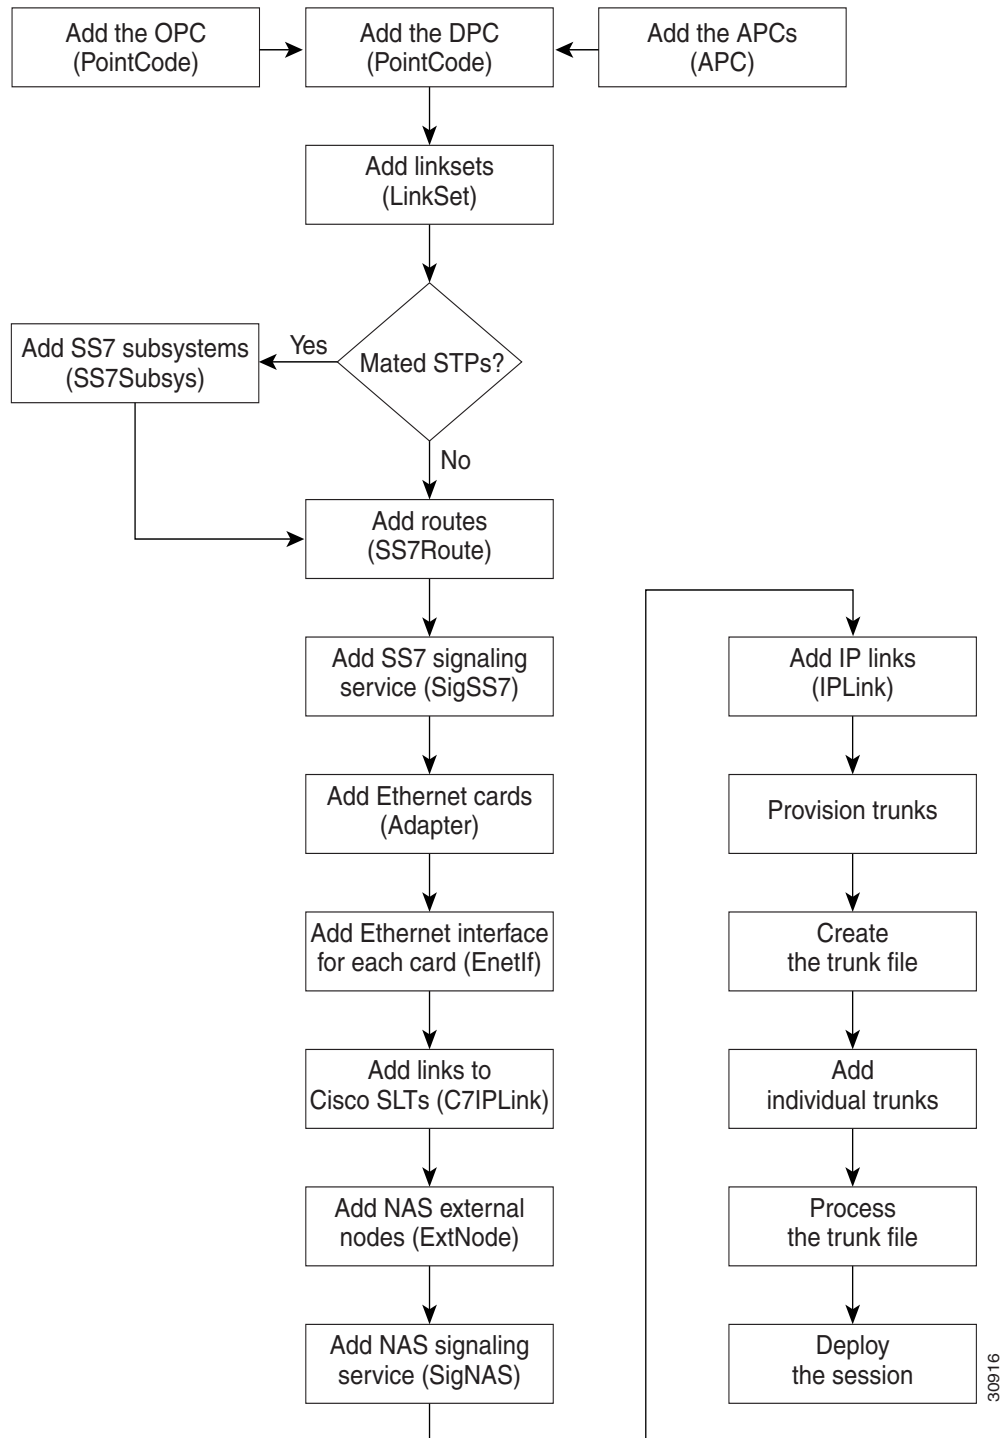 Add the OPC
(PointCode)
Add the DPC
(PointCode)
Add the APCs
(APC)
Add linksets
(LinkSet)
Mated STPs?
Yes
Add SS7 subsystems
(SS7Subsys)
No
Add routes
(SS7Route)
Add SS7 signaling
service (SigSS7)
Add Ethernet cards
(Adapter)
Add Ethernet interface
for each card (EnetIf)
Add links to
Cisco SLTs (C7IPLink)
Add NAS external
nodes (ExtNode)
Add NAS signaling
service (SigNAS)
Add IP links
(IPLink)
Provision trunks
Create
the trunk file
Add
individual trunks
Process
the trunk file
Deploy
the session
30916